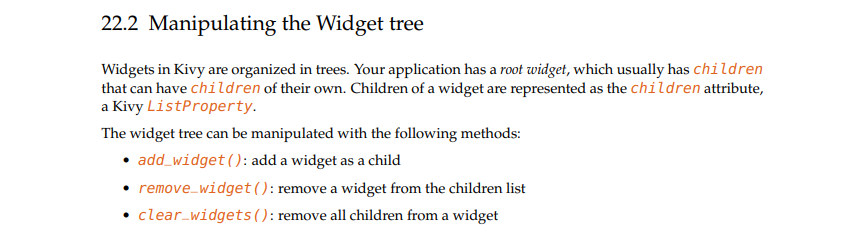 22.2 Manipulating the Widget tree
Widgets in Kivy are organized in trees. Your application has a root widget, which usually has children
that can have children of their own. Children of a widget are represented as the children attribute,
a Kivy ListProperty.
The widget tree can be manipulated with the following methods:
• add_widget(): add a widget as a child
• remove_widget(): remove a widget from the children list
• clear_widgets(): remove all children from a widget